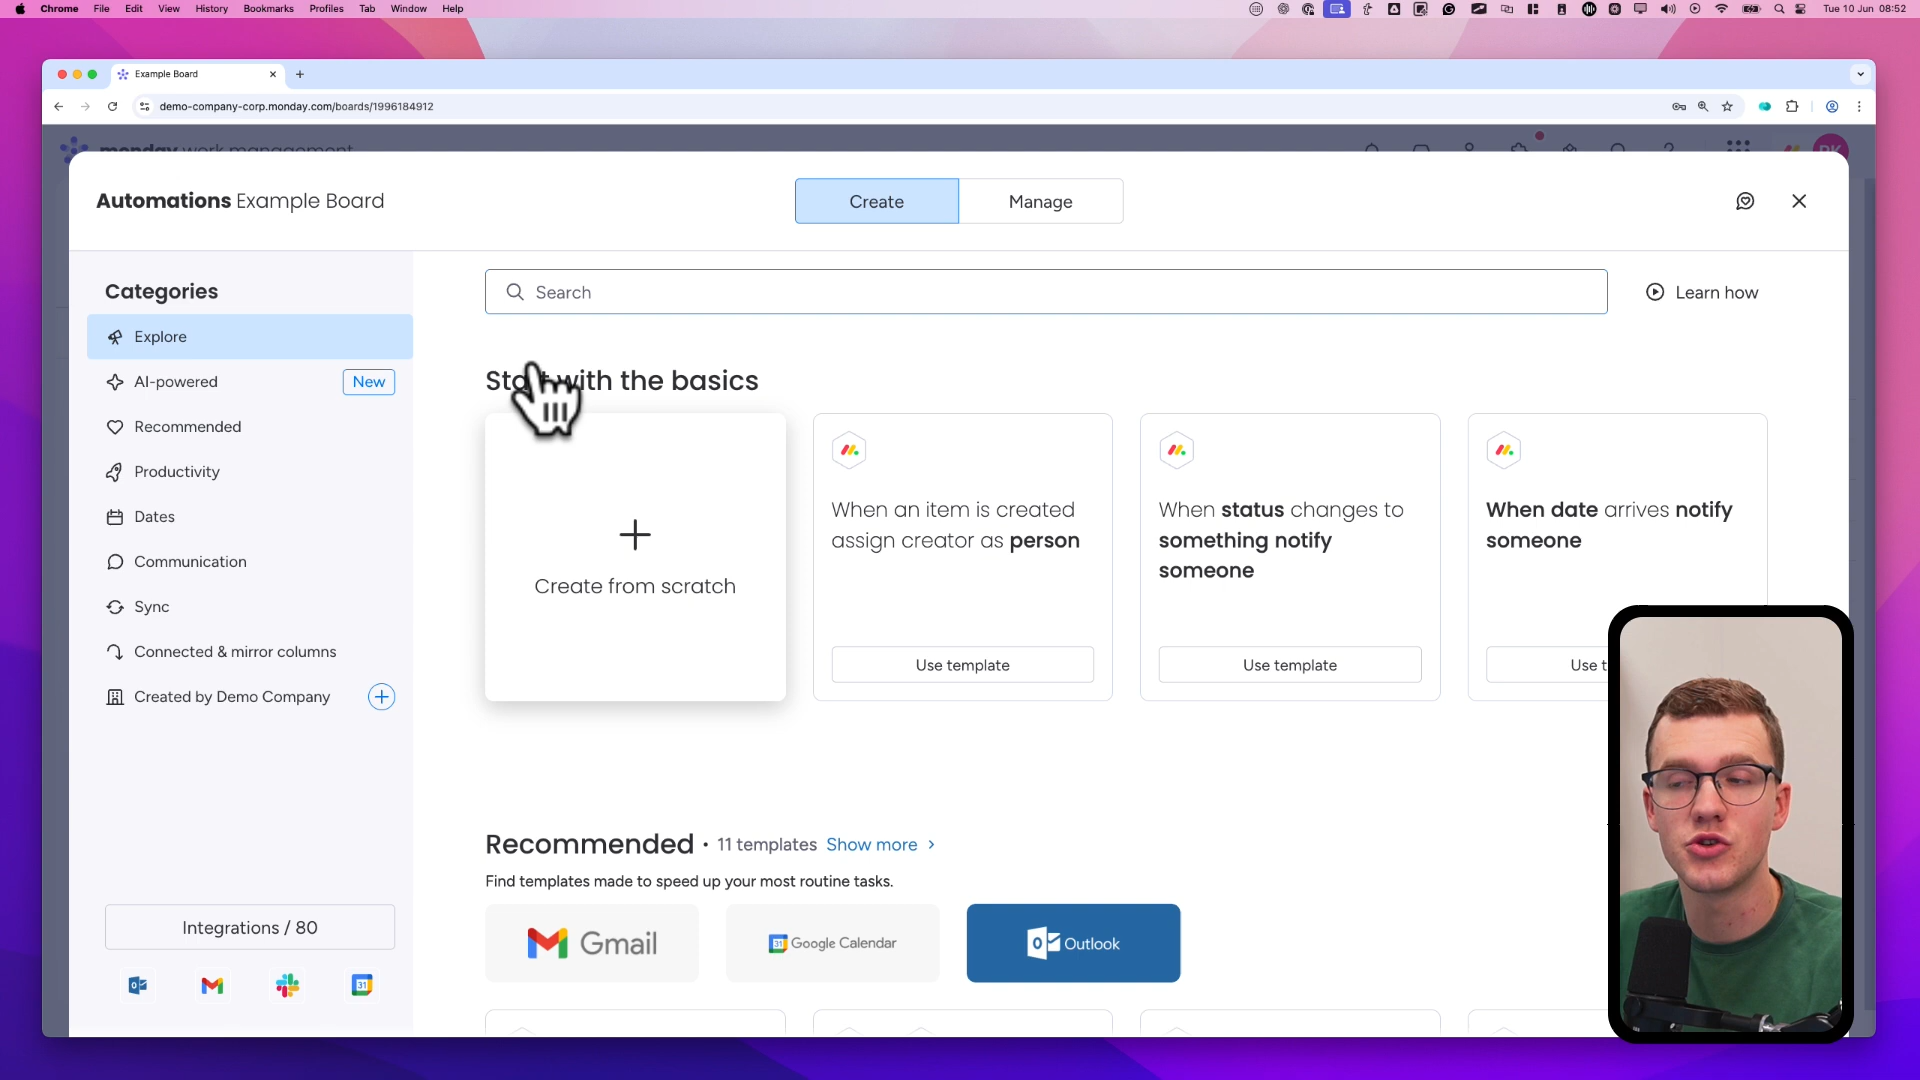 Chrome File Edit View History Bookmarks Profiles Tab Window Help
Tue 10 Jun 08:52
Example Board
demo-company-corp.monday.com/boards/1996184912
monday work management
Automations Example Board
Create
Manage
Categories
Search
Learn how
Explore
AI-powered
New
Recommended
Productivity
Dates
Communication
Sync
Connected & mirror columns
Created by Demo Company
Integrations / 80
Start with the basics
Create from scratch
When an item is created
assign creator as person
Use template
When status changes to
something notify
someone
Use template
When date arrives notify
someone
Use t
Recommended • 11 templates Show more
Find templates made to speed up your most routine tasks.
Gmail
31 Google Calendar
Outlook
31